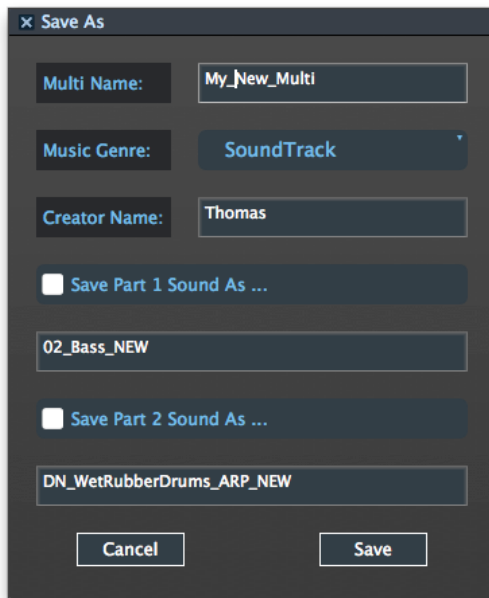 Save As
Multi Name: My_New_Multi
Music Genre: SoundTrack
Creator Name: Thomas
Save Part 1 Sound As ...
02_Bass_NEW
Save Part 2 Sound As ...
DN_WetRubberDrums_ARP_NEW
Cancel Save